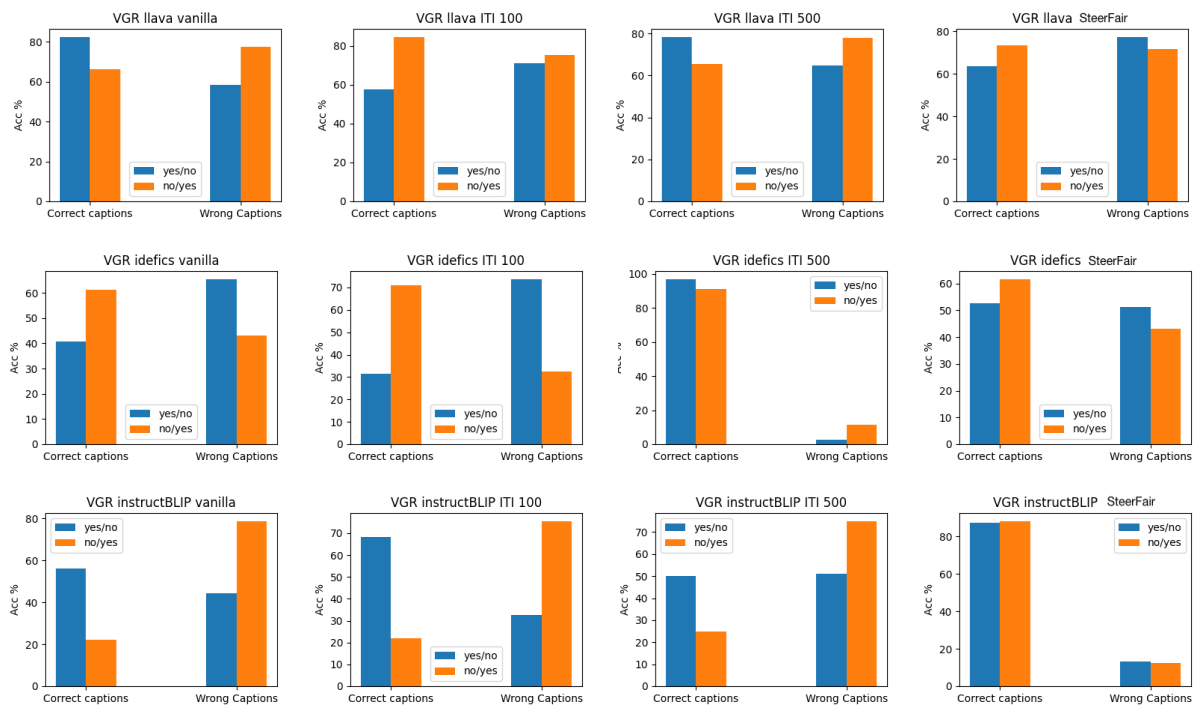 VGR llava vanilla
Acc %
80
60
40
20
0
yes/no
no/yes
Correct captions
Wrong Captions
VGR llava ITI 100
Acc %
80
60
40
20
0
yes/no
no/yes
Correct captions
Wrong Captions
VGR llava ITI 500
Acc %
80
60
40
20
0
yes/no
no/yes
Correct captions
Wrong Captions
VGR llava SteerFair
Acc %
80
70
60
50
40
30
20
10
0
yes/no
no/yes
Correct captions
Wrong Captions
VGR idefics vanilla
Acc %
60
50
40
30
20
10
0
yes/no
no/yes
Correct captions
Wrong Captions
VGR idefics ITI 100
Acc %
70
60
50
40
30
20
10
0
yes/no
no/yes
Correct captions
Wrong Captions
VGR idefics ITI 500
100
80
60
40
20
0
yes/no
no/yes
Correct captions
Wrong Captions
VGR idefics SteerFair
Acc %
60
50
40
30
20
10
0
yes/no
no/yes
Correct captions
Wrong Captions
VGR instructBLIP vanilla
Acc %
80
60
40
20
0
yes/no
no/yes
Correct captions
Wrong Captions
VGR instructBLIP ITI 100
Acc %
70
60
50
40
30
20
10
0
yes/no
no/yes
Correct captions
Wrong Captions
VGR instructBLIP ITI 500
Acc %
70
60
50
40
30
20
10
0
yes/no
no/yes
Correct captions
Wrong Captions
VGR instructBLIP SteerFair
Acc %
80
60
40
20
0
yes/no
no/yes
Correct captions
Wrong Captions